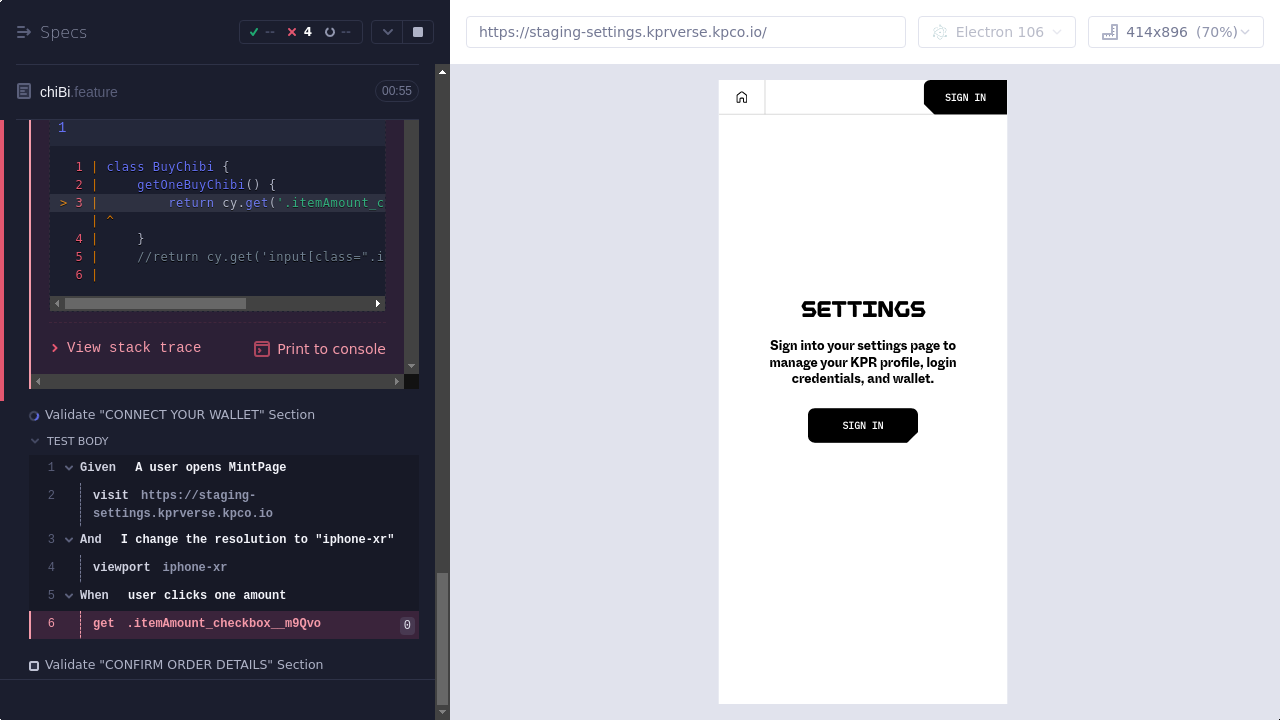 Specs
--
4
--
chiBi.feature
00:55
1
1 | class BuyChibi {
2 |     getOneBuyChibi() {
> 3 |         return cy.get('.itemAmount_c
| ^
4 |     }
5 |     //return cy.get('input[class=".i
6 |
View stack trace
Print to console
Validate "CONNECT YOUR WALLET" Section
TEST BODY
1 Given A user opens MintPage
2 visit https://staging-
settings.kprverse.kpco.io
3 And I change the resolution to "iphone-xr"
4 viewport iphone-xr
5 When user clicks one amount
6 get .itemAmount_checkbox__m9Qvo 0
Validate "CONFIRM ORDER DETAILS" Section
https://staging-settings.kprverse.kpco.io/
Electron 106
414x896 (70%)
SIGN IN
SETTINGS
Sign into your settings page to
manage your KPR profile, login
credentials, and wallet.
SIGN IN